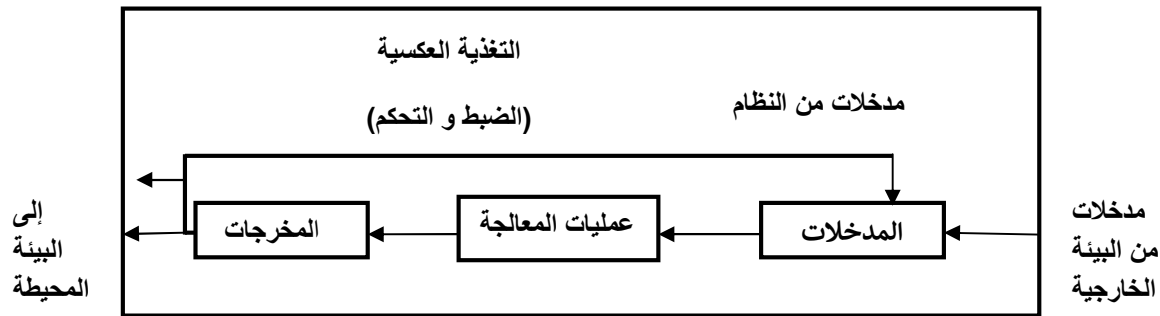 التغذية العكسية
(الضبط و التحكم)
مدخلات من النظام
مدخلات
من البيئة
الخارجية
المدخلات
عمليات المعالجة
المخرجات
إلى
البيئة
المحيطة